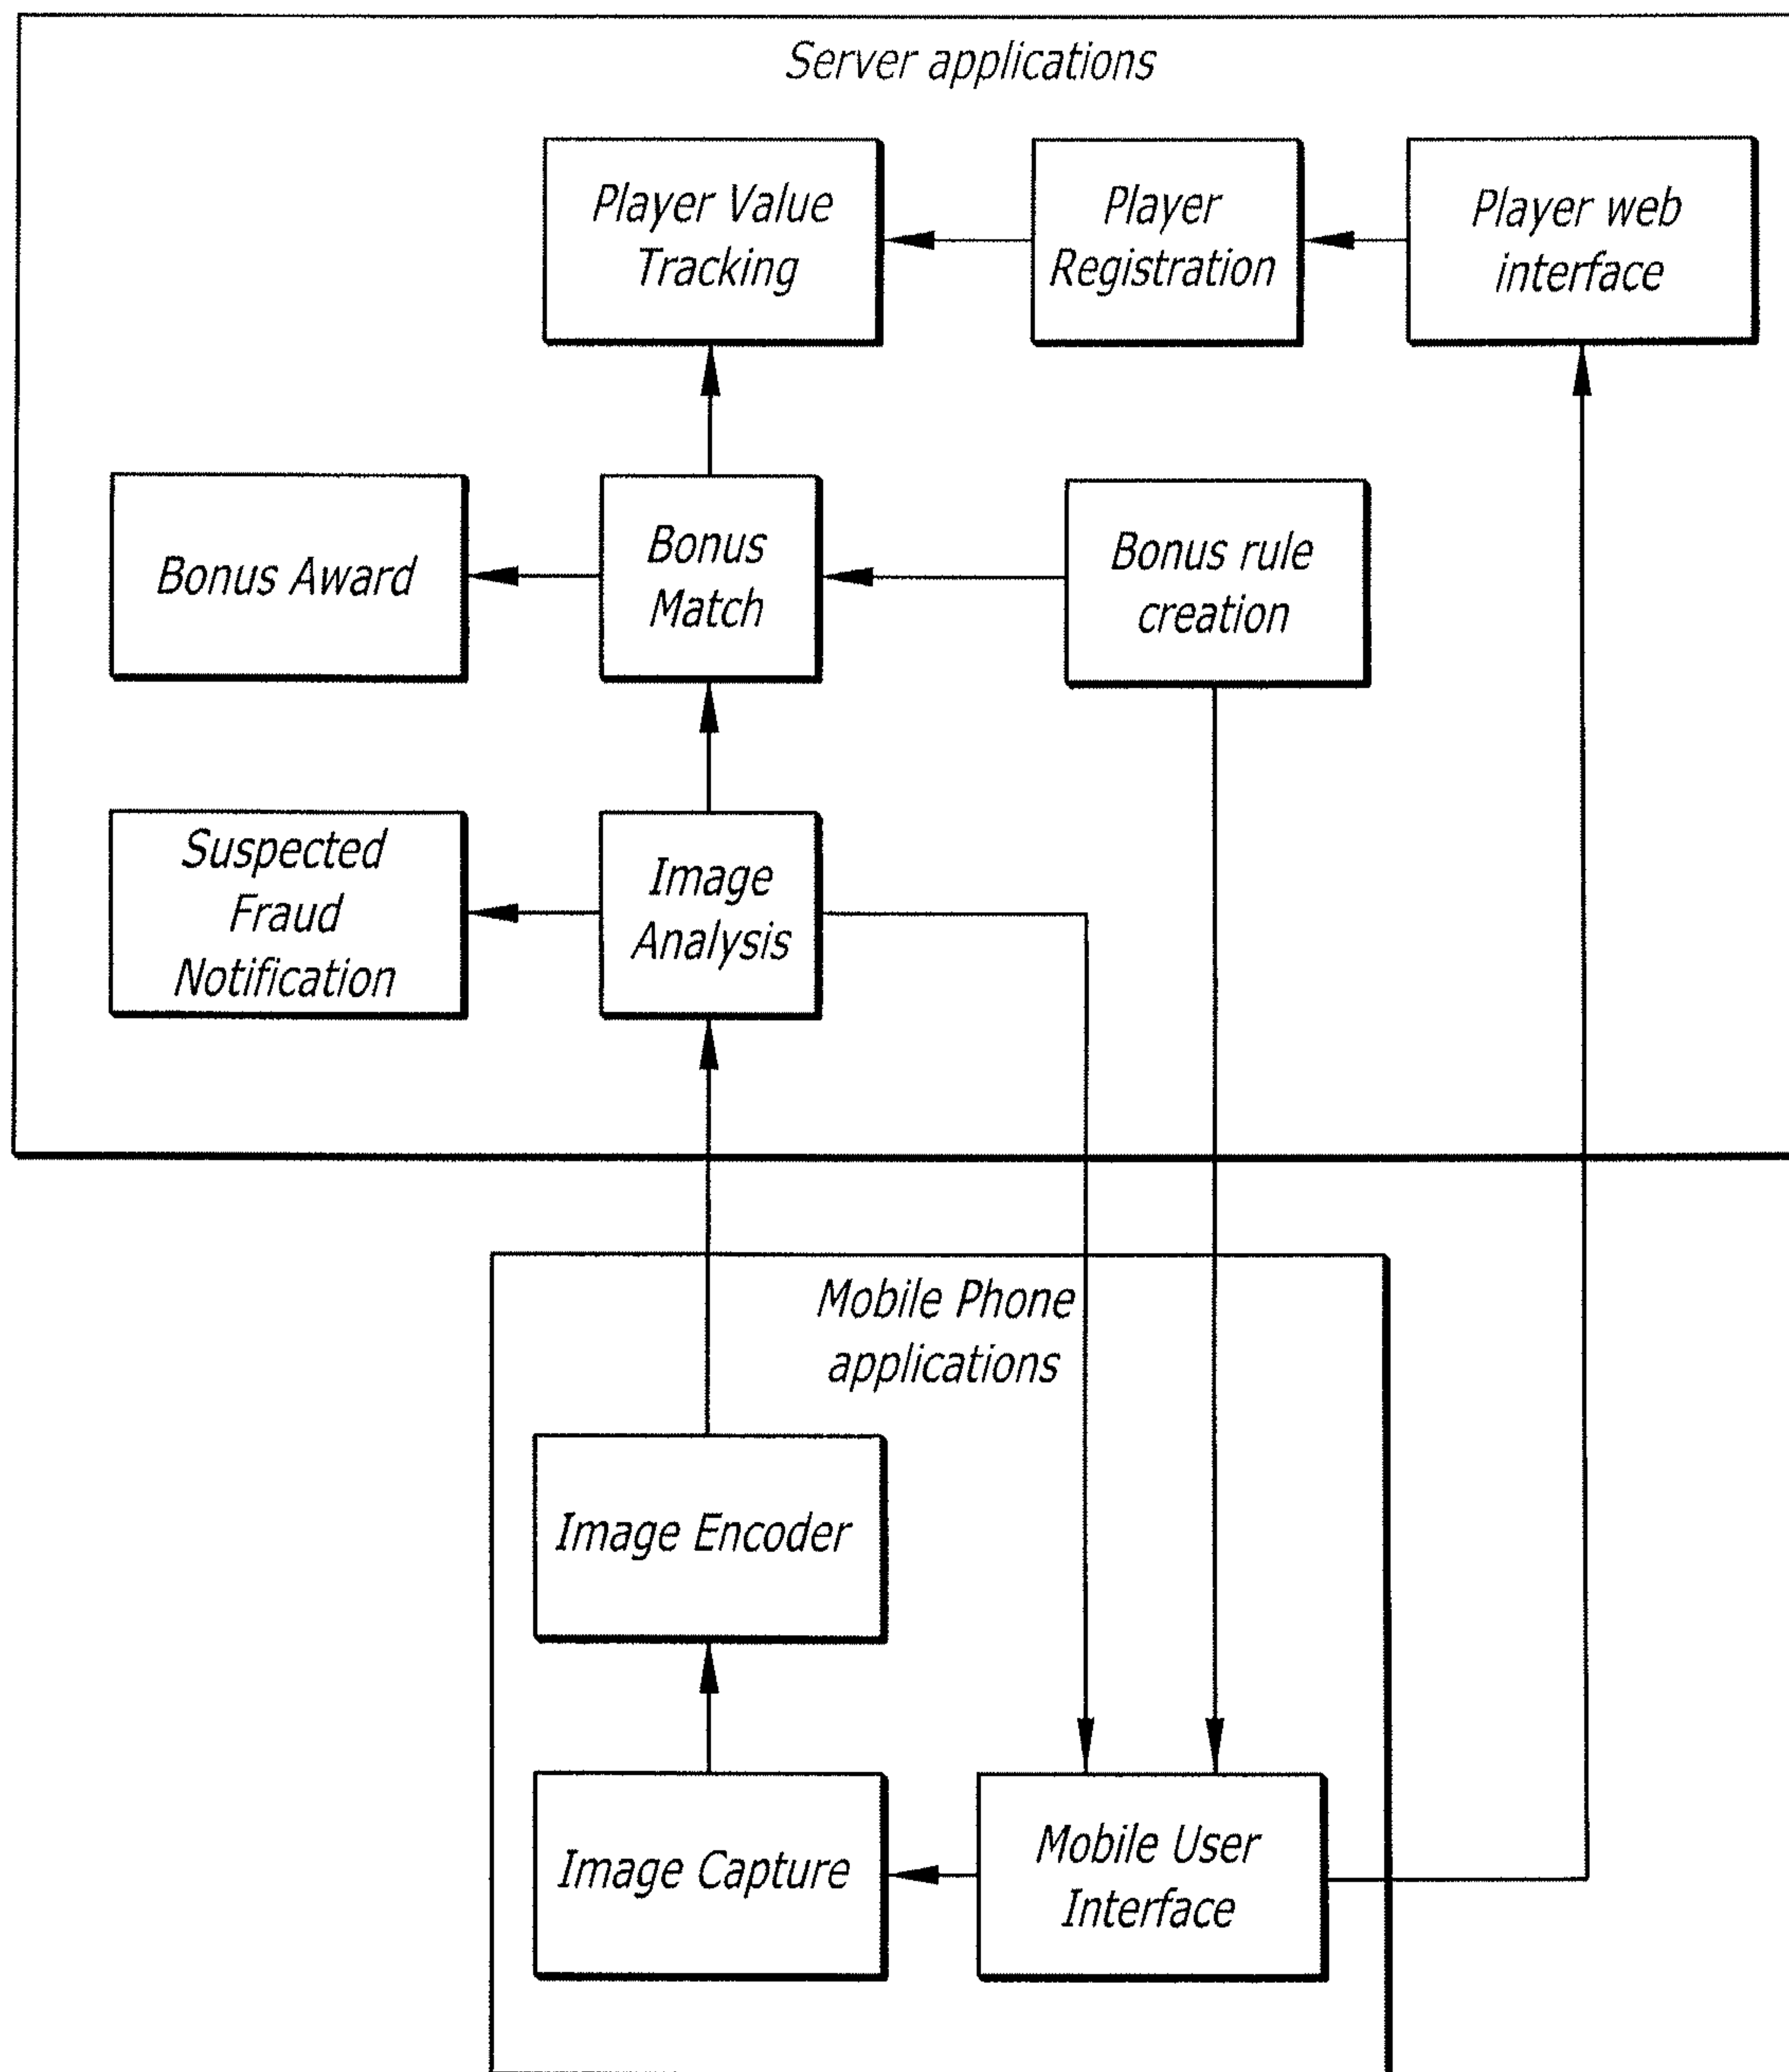 Server applications
Player Value
Tracking
Player
Registration
Player web
interface
Bonus Award
Bonus
Match
Bonus rule
creation
Suspected
Fraud
Notification
Image
Analysis
Mobile Phone
applications
Image Encoder
Image Capture
Mobile User
Interface